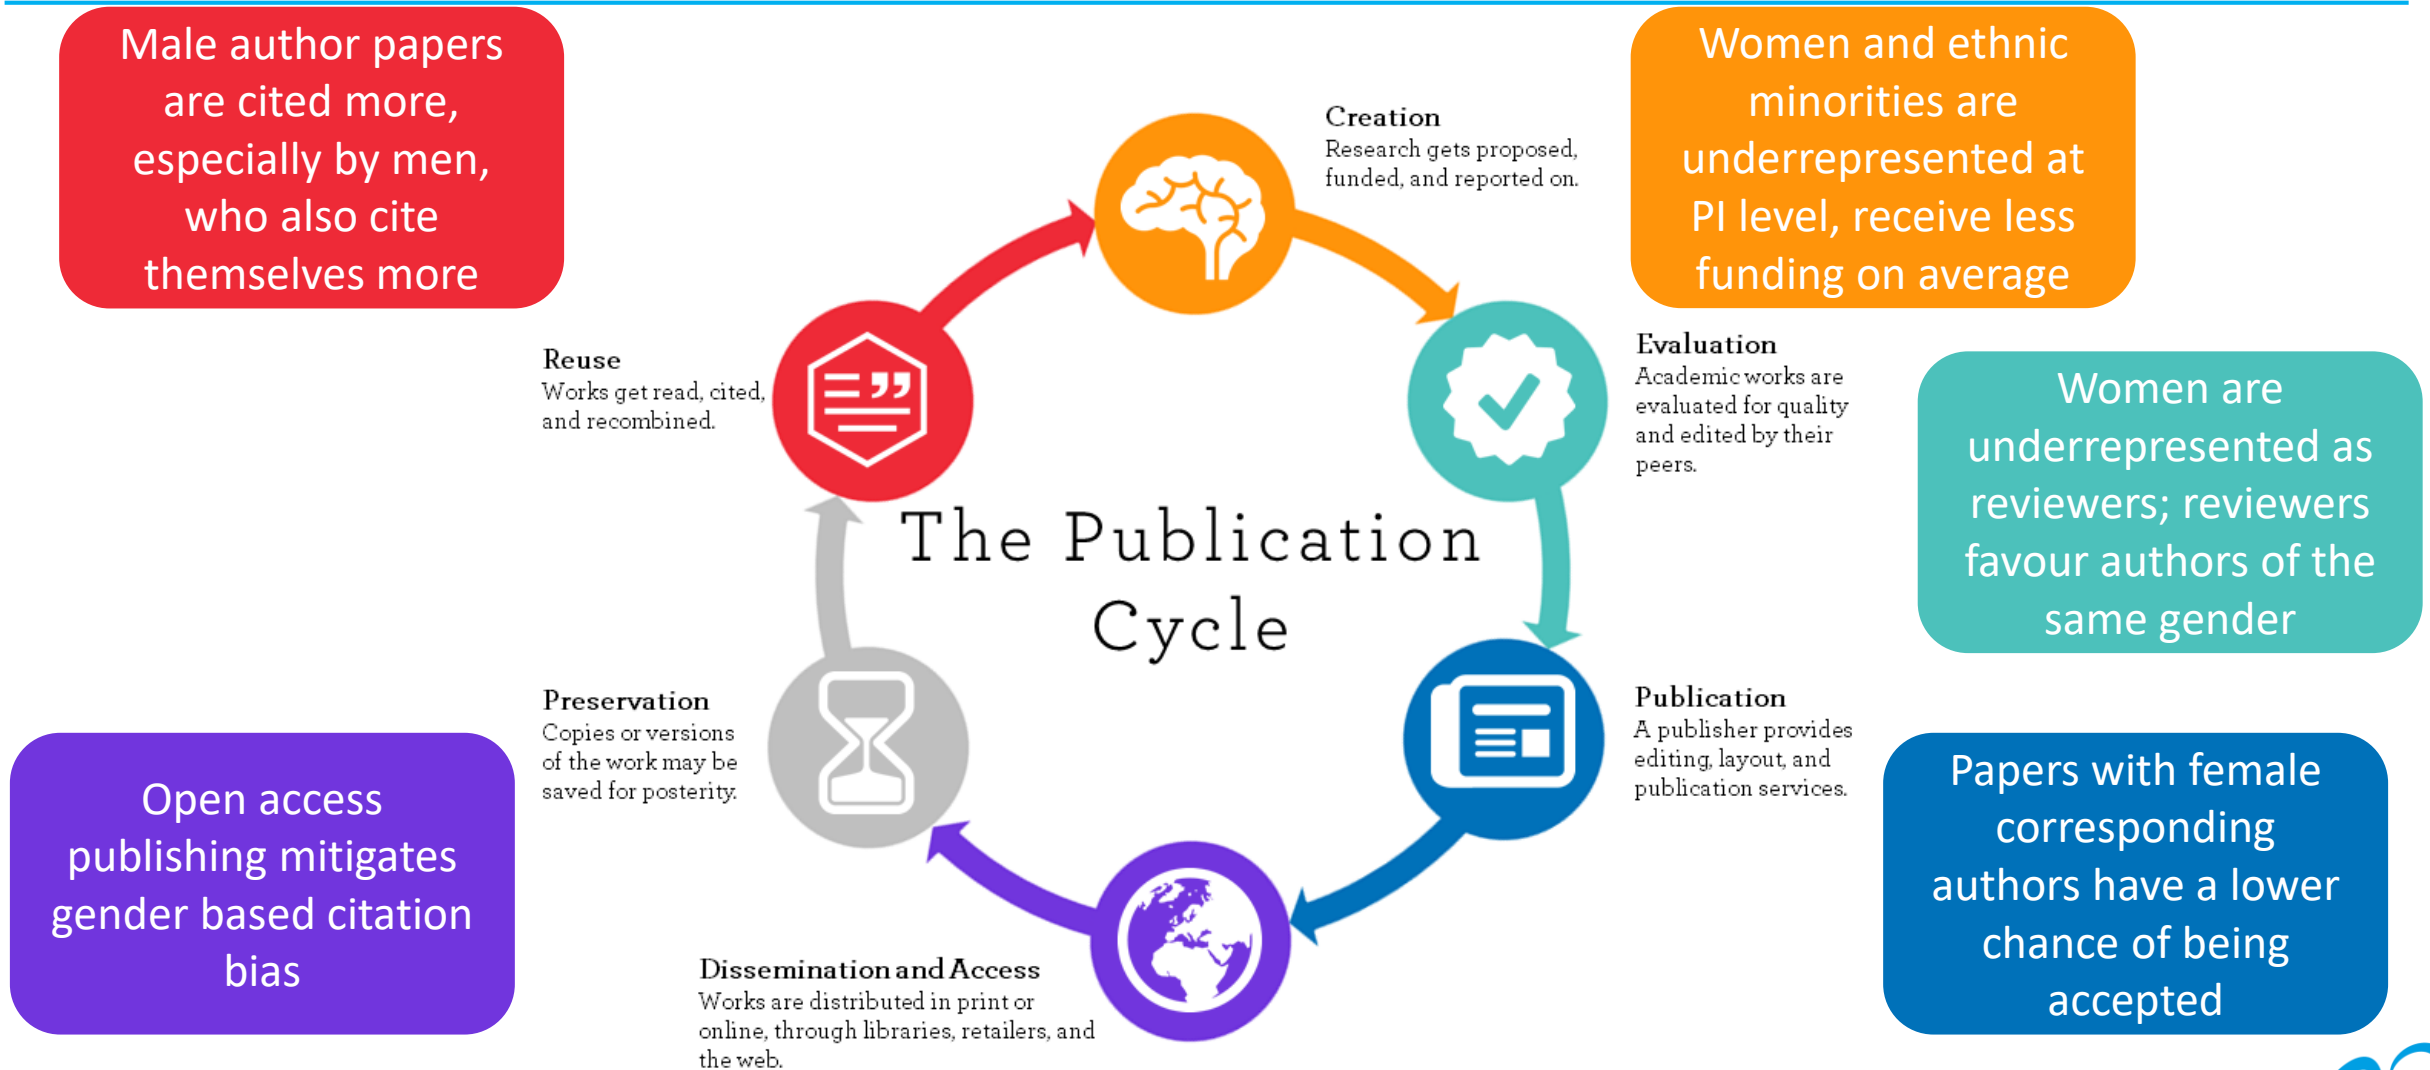 Male author papers
are cited more,
especially by men,
who also cite
themselves more
Creation
Research gets proposed,
funded, and reported on.
Women and ethnic
minorities are
underrepresented at
PI level, receive less
funding on average
Reuse
Works get read, cited,
and recombined.
Evaluation
Academic works are
evaluated for quality
and edited by their
peers.
Women are
underrepresented as
reviewers; reviewers
favour authors of the
same gender
The Publication
Cycle
Preservation
Copies or versions
of the work may be
saved for posterity.
Publication
A publisher provides
editing, layout, and
publication services.
Open access
publishing mitigates
gender based citation
bias
Papers with female
corresponding
authors have a lower
chance of being
accepted
Dissemination and Access
Works are distributed in print or
online, through libraries, retailers, and
the web.